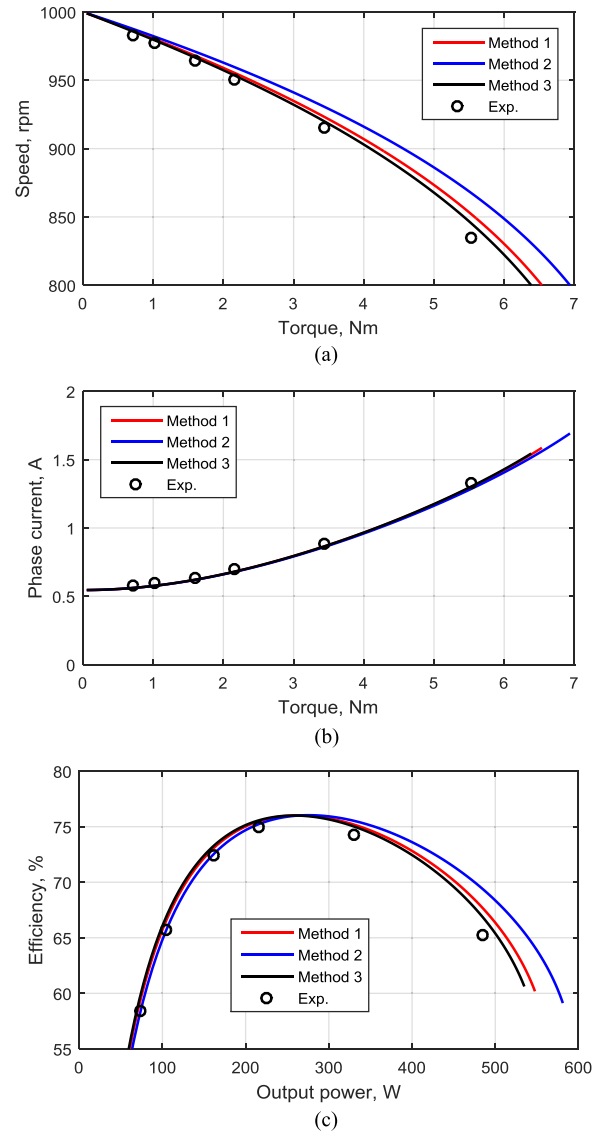 1000
950
900
850
800
Speed, rpm
Method 1
Method 2
Method 3
Exp.
0 1 2 3 4 5 6 7
Torque, Nm
(a)
2
1.5
1
0.5
0
Phase current, A
Method 1
Method 2
Method 3
Exp.
0 1 2 3 4 5 6 7
Torque, Nm
(b)
80
75
70
65
60
55
Efficiency, %
Method 1
Method 2
Method 3
Exp.
0 100 200 300 400 500 600
Output power, W
(c)